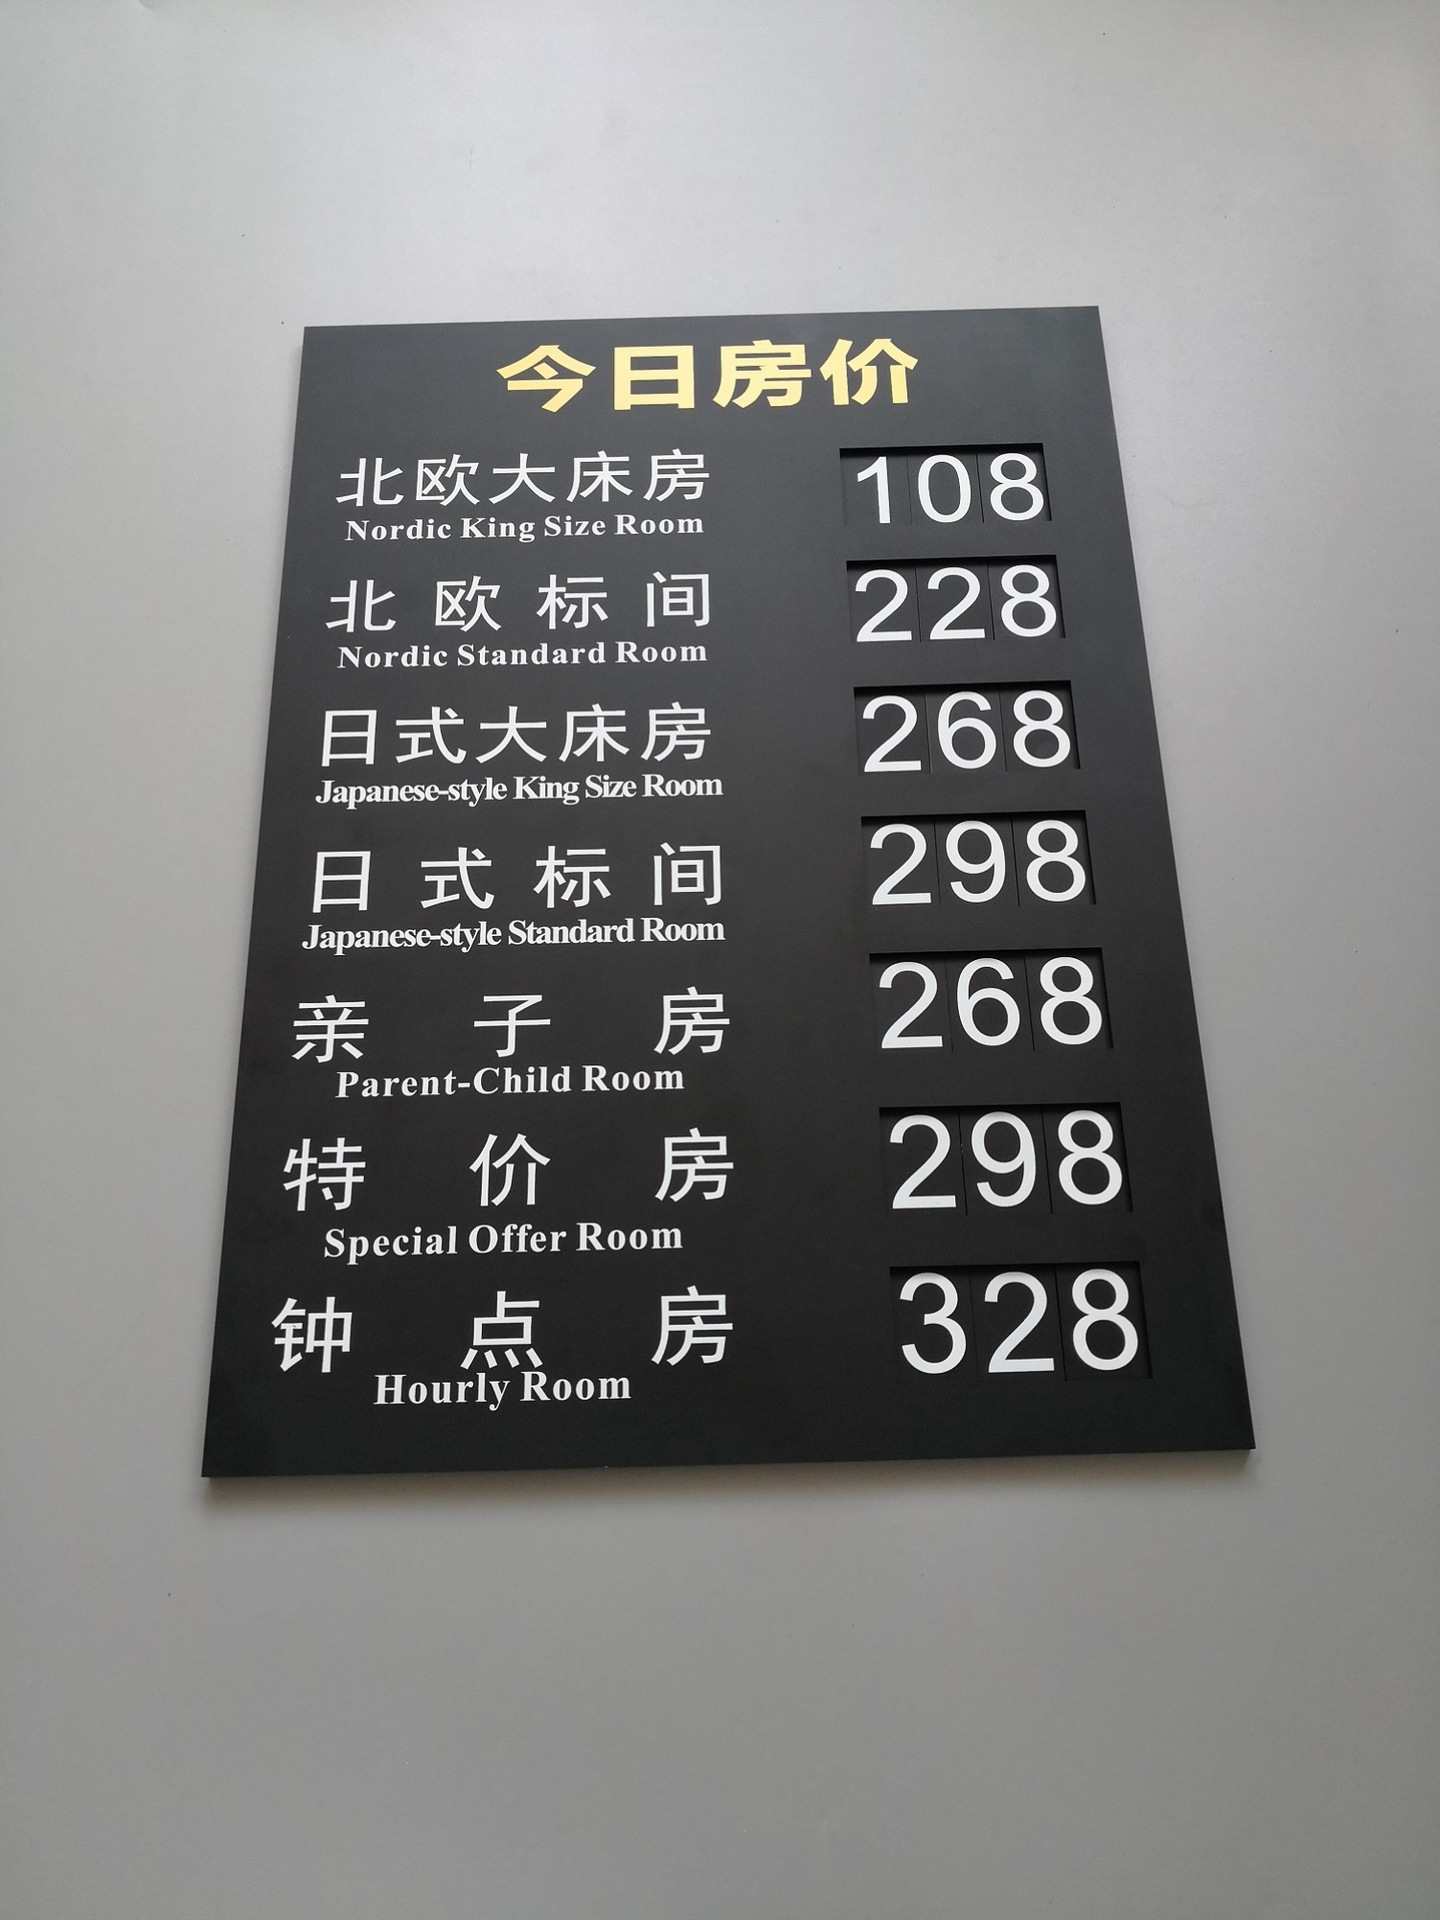 今日房价
北欧大床房 108
Nordic King Size Room
北欧标间 228
Nordic Standard Room
日式大床房 268
Japanese-style King Size Room
日式标间 298
Japanese-style Standard Room
亲子房 268
Parent-Child Room
特价房 298
Special Offer Room
钟点房 328
Hourly Room